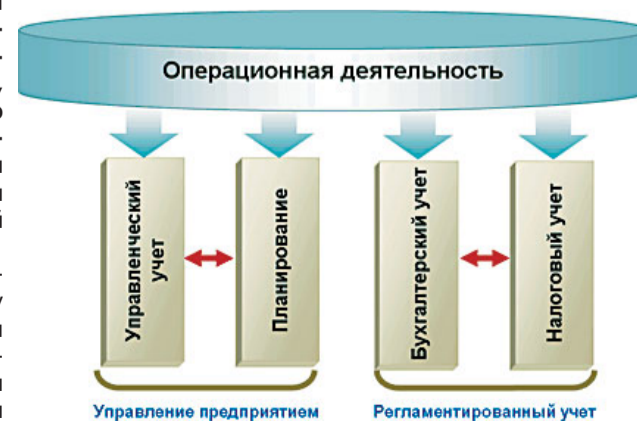 Операционная деятельность
Управленческий
учет
Планирование
Бухгалтерский учет
Налоговый учет
Управление предприятием
Регламентированный учет